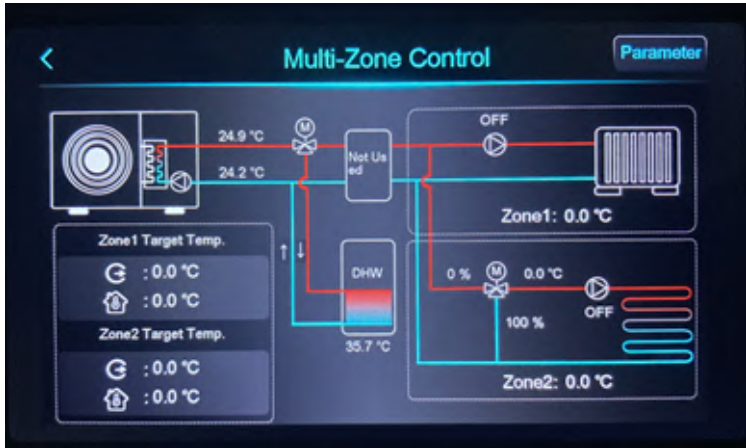 Multi-Zone Control
Parameter
24.9 °C
M
24.2 °C
Not Us
ed
OFF
Zone1: 0.0 °C
Zone1 Target Temp.
: 0.0 °C
: 0.0 °C
Zone2 Target Temp.
: 0.0 °C
: 0.0 °C
DHW
35.7 °C
0 %
M
0.0 °C
OFF
100 %
Zone2: 0.0 °C